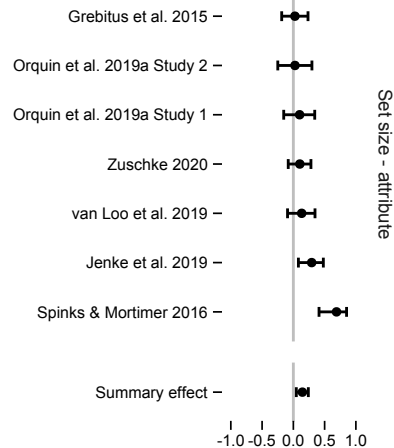 Grebitus et al. 2015
Orquin et al. 2019a Study 2
Orquin et al. 2019a Study 1
Zuschke 2020
van Loo et al. 2019
Jenke et al. 2019
Spinks & Mortimer 2016
Summary effect
Set size - attribute
-1.0 -0.5 0.0 0.5 1.0